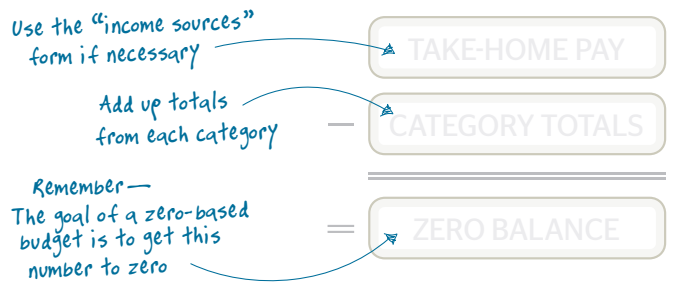 Use the “income sources”
form if necessary
TAKE-HOME PAY
Add up totals
from each category
— CATEGORY TOTALS
Remember—
The goal of a zero-based
budget is to get this
number to zero
= ZERO BALANCE